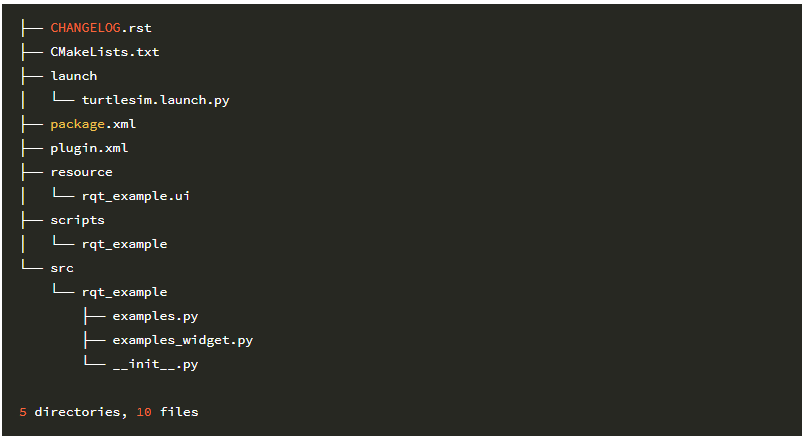 ├── CHANGELOG.rst
├── CMakeLists.txt
├── launch
│   └── turtlesim.launch.py
├── package.xml
├── plugin.xml
├── resource
│   └── rqt_example.ui
├── scripts
│   └── rqt_example
└── src
    └── rqt_example
        ├── examples.py
        ├── examples_widget.py
        └── __init__.py

5 directories, 10 files